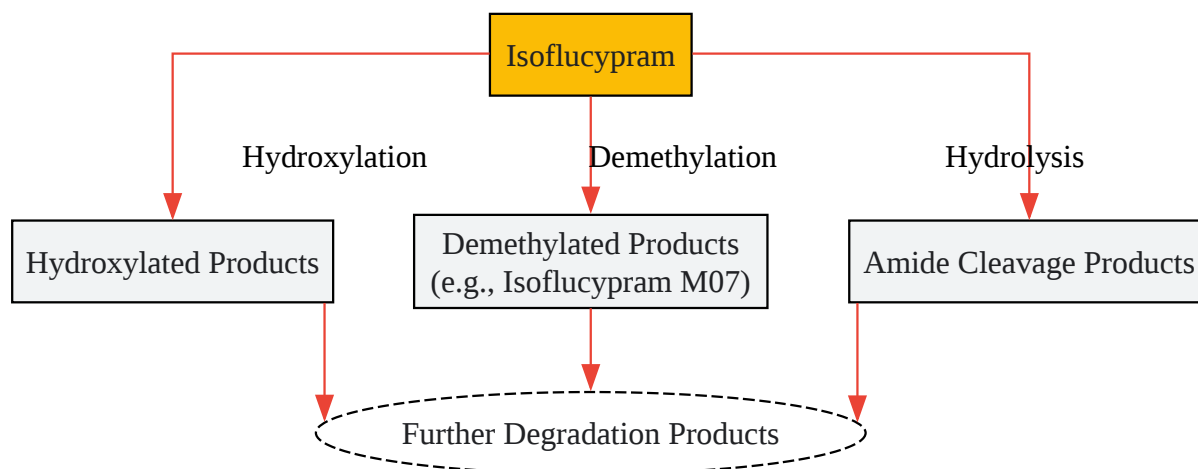 Isoflucypram
Hydroxylation
Demethylation
Hydrolysis
Hydroxylated Products
Demethylated Products
(e.g., Isoflucypram M07)
Amide Cleavage Products
Further Degradation Products